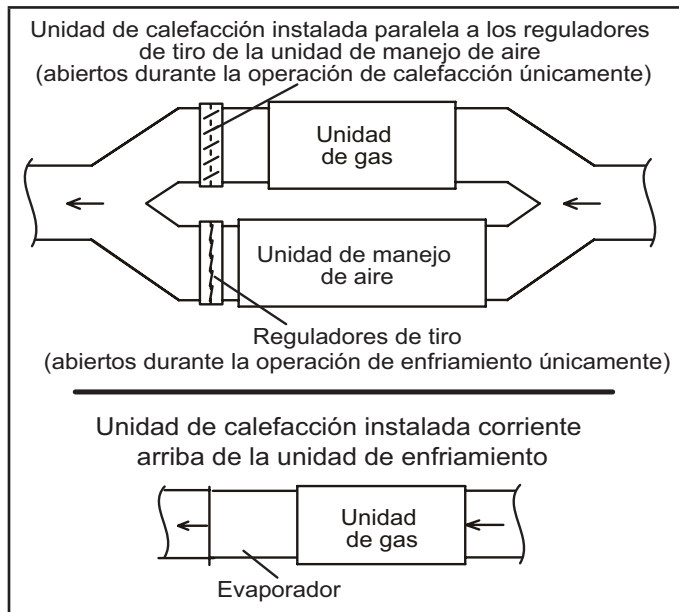 Unidad de calefacción instalada paralela a los reguladores
de tiro de la unidad de manejo de aire
(abiertos durante la operación de calefacción únicamente)
Unidad
de gas
Unidad de manejo
de aire
Reguladores de tiro
(abiertos durante la operación de enfriamiento únicamente)
Unidad de calefacción instalada corriente
arriba de la unidad de enfriamiento
Unidad
de gas
Evaporador